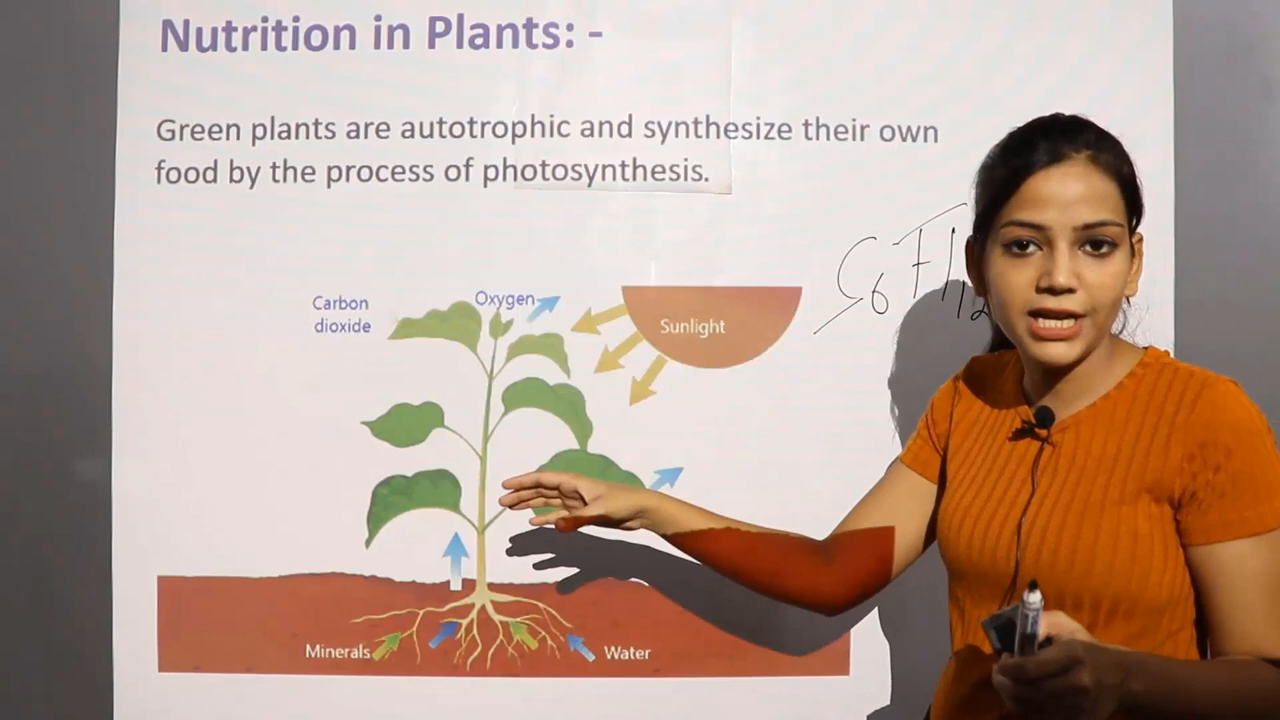 Nutrition in Plants: -
Green plants are autotrophic and synthesize their own
food by the process of photosynthesis.
Carbon
dioxide
Oxygen
Sunlight
C6H12
Minerals
Water